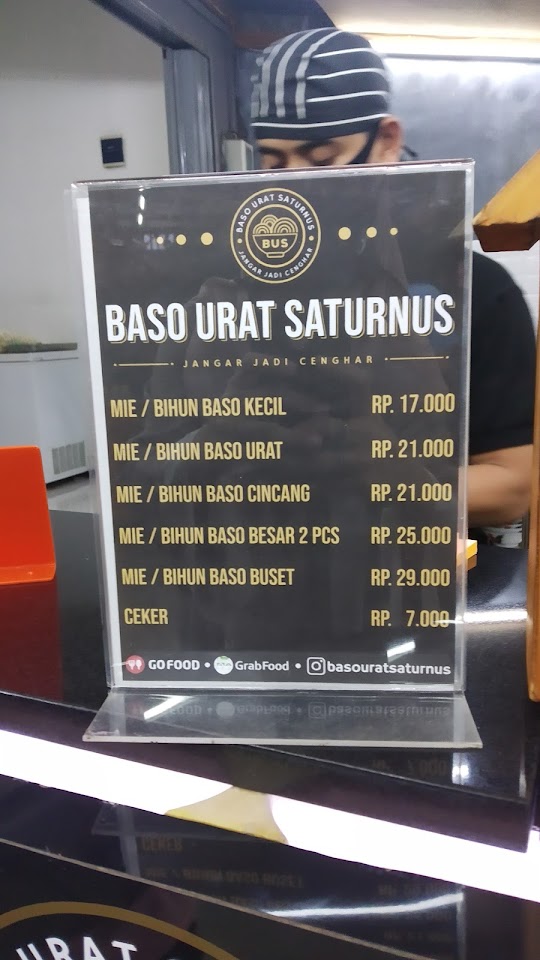 BASO URAT SATURNUS
BUS
JANGAR JADI CENGHAR
BASO URAT SATURNUS
JANGAR JADI CENGHAR
MIE / BIHUN BASO KECIL RP. 17.000
MIE / BIHUN BASO URAT RP. 21.000
MIE / BIHUN BASO CINCANG RP. 21.000
MIE / BIHUN BASO BESAR 2 PCS RP. 25.000
MIE / BIHUN BASO BUSET RP. 29.000
CEKER RP. 7.000
GOFOOD • GrabFood • basouratsaturnus
URAT